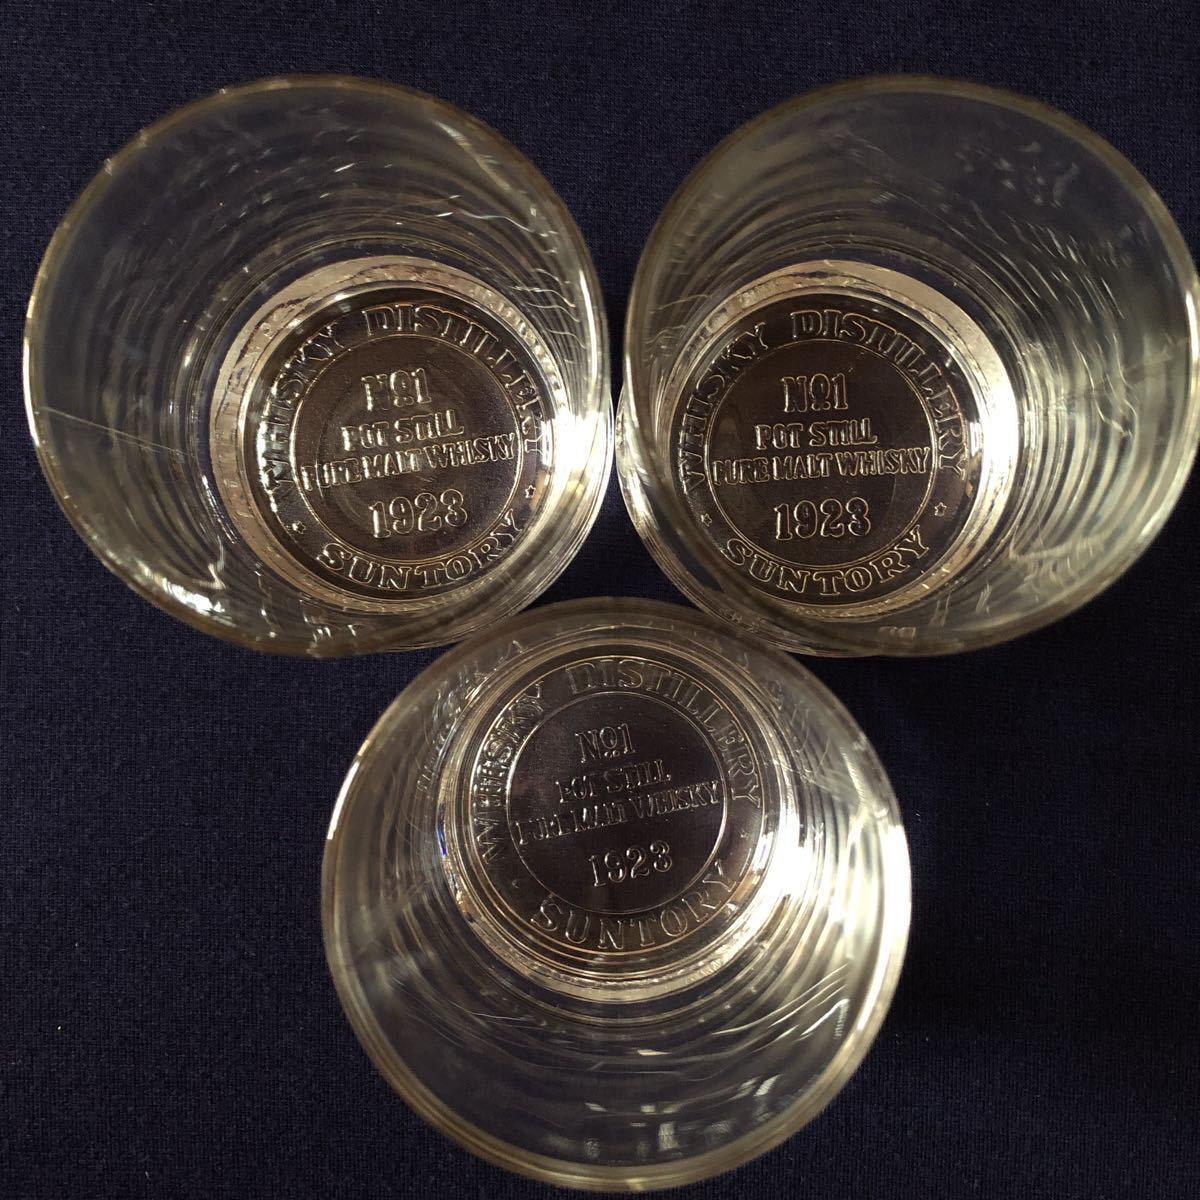 WHISKY DISTILLERY
No1
POT STILL
PURE MALT WHISKY
1923
SUNTORY
WHISKY DISTILLERY
No1
POT STILL
PURE MALT WHISKY
1923
SUNTORY
WHISKY DISTILLERY
No1
POT STILL
PURE MALT WHISKY
1923
SUNTORY